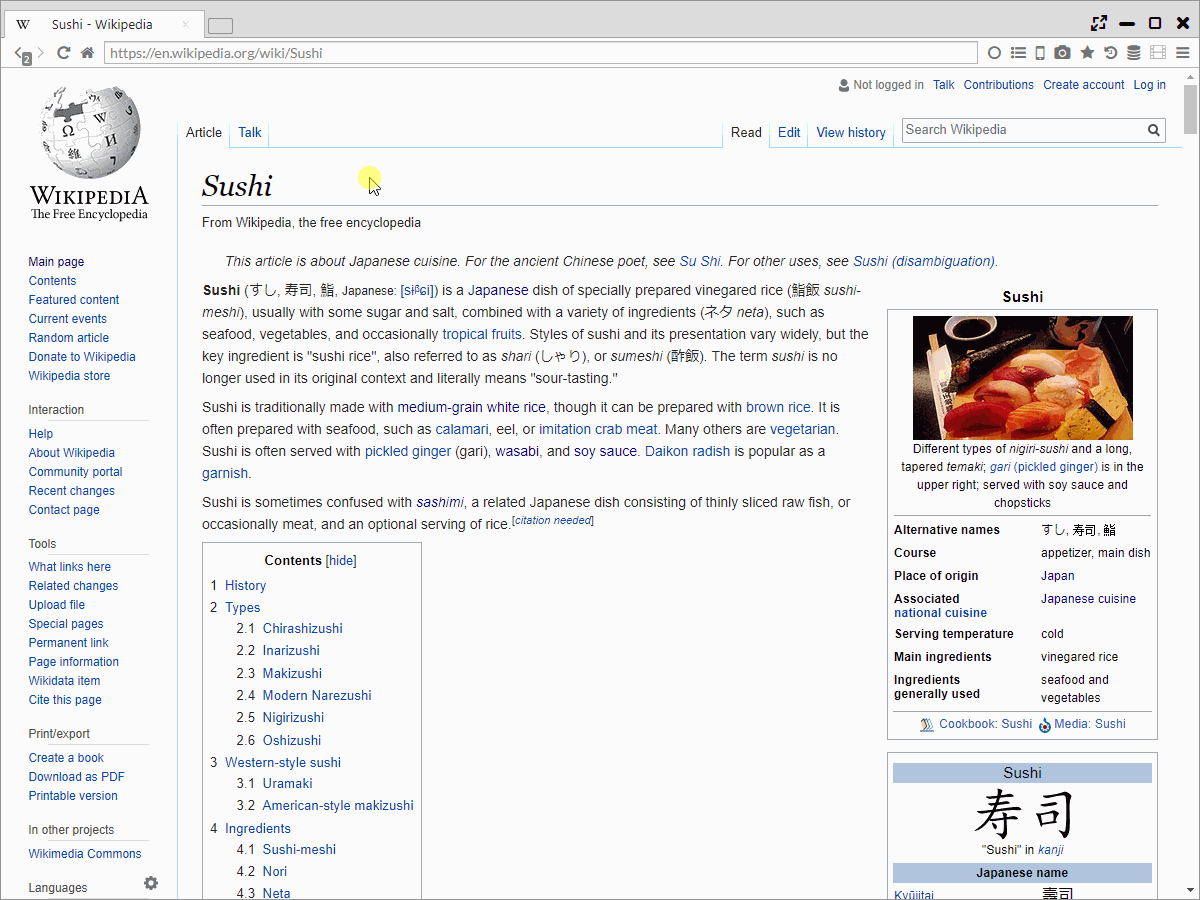 Sushi - Wikipedia
2
https://en.wikipedia.org/wiki/Sushi
Not logged in Talk Contributions Create account Log in
Article Talk Read Edit View history Search Wikipedia
WIKIPEDIA
The Free Encyclopedia
Main page
Contents
Featured content
Current events
Random article
Donate to Wikipedia
Wikipedia store
Interaction
Help
About Wikipedia
Community portal
Recent changes
Contact page
Tools
What links here
Related changes
Upload file
Special pages
Permanent link
Page information
Wikidata item
Cite this page
Print/export
Create a book
Download as PDF
Printable version
In other projects
Wikimedia Commons
Languages
Sushi
From Wikipedia, the free encyclopedia
This article is about Japanese cuisine. For the ancient Chinese poet, see Su Shi. For other uses, see Sushi (disambiguation).
Sushi (すし, 寿司, 鮨, Japanese: [sɨᵝɕi]) is a Japanese dish of specially prepared vinegared rice (鮨飯 sushi-
meshi), usually with some sugar and salt, combined with a variety of ingredients (ネタ neta), such as
seafood, vegetables, and occasionally tropical fruits. Styles of sushi and its presentation vary widely, but the
key ingredient is "sushi rice", also referred to as shari (しゃり), or sumeshi (酢飯). The term sushi is no
longer used in its original context and literally means "sour-tasting."
Sushi is traditionally made with medium-grain white rice, though it can be prepared with brown rice. It is
often prepared with seafood, such as calamari, eel, or imitation crab meat. Many others are vegetarian.
Sushi is often served with pickled ginger (gari), wasabi, and soy sauce. Daikon radish is popular as a
garnish.
Sushi is sometimes confused with sashimi, a related Japanese dish consisting of thinly sliced raw fish, or
occasionally meat, and an optional serving of rice.[citation needed]
Contents [hide]
1 History
2 Types
2.1 Chirashizushi
2.2 Inarizushi
2.3 Makizushi
2.4 Modern Narezushi
2.5 Nigirizushi
2.6 Oshizushi
3 Western-style sushi
3.1 Uramaki
3.2 American-style makizushi
4 Ingredients
4.1 Sushi-meshi
4.2 Nori
4.3 Neta
Sushi
Different types of nigiri-sushi and a long,
tapered temaki; gari (pickled ginger) is in the
upper right; served with soy sauce and
chopsticks
Alternative names すし, 寿司, 鮨
Course appetizer, main dish
Place of origin Japan
Associated Japanese cuisine
national cuisine
Serving temperature cold
Main ingredients vinegared rice
Ingredients seafood and
generally used vegetables
Cookbook: Sushi Media: Sushi
Sushi
寿司
"Sushi" in kanji
Japanese name
Kyūjitai 壽司